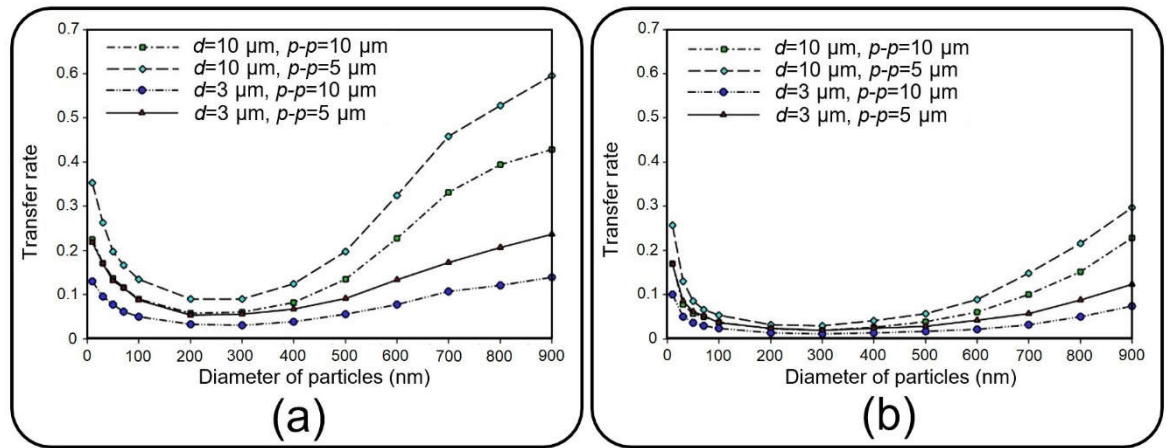 0.7
0.6
0.5
0.4
0.3
0.2
0.1
0
Transfer rate
d=10 μm, p-p=10 μm
d=10 μm, p-p=5 μm
d=3 μm, p-p=10 μm
d=3 μm, p-p=5 μm
0 100 200 300 400 500 600 700 800 900
Diameter of particles (nm)
(a)
0.7
0.6
0.5
0.4
0.3
0.2
0.1
0
Transfer rate
d=10 μm, p-p=10 μm
d=10 μm, p-p=5 μm
d=3 μm, p-p=10 μm
d=3 μm, p-p=5 μm
0 100 200 300 400 500 600 700 800 900
Diameter of particles (nm)
(b)